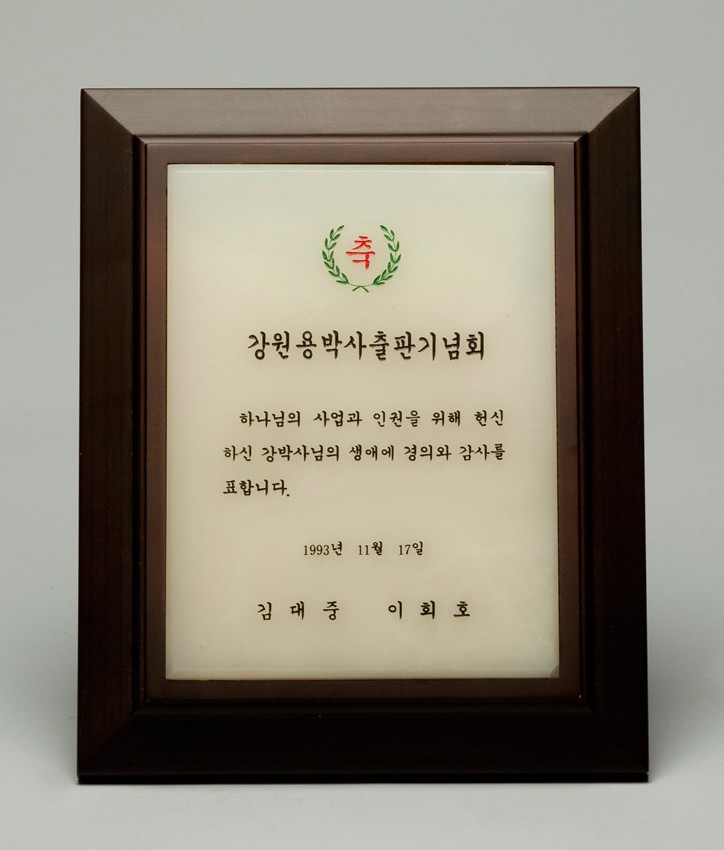 축
강원용박사출판기념회
하나님의 사업과 인권을 위해 헌신
하신 강박사님의 생애에 경의와 감사를
표합니다.
1993년 11월 17일
김대중 이희호